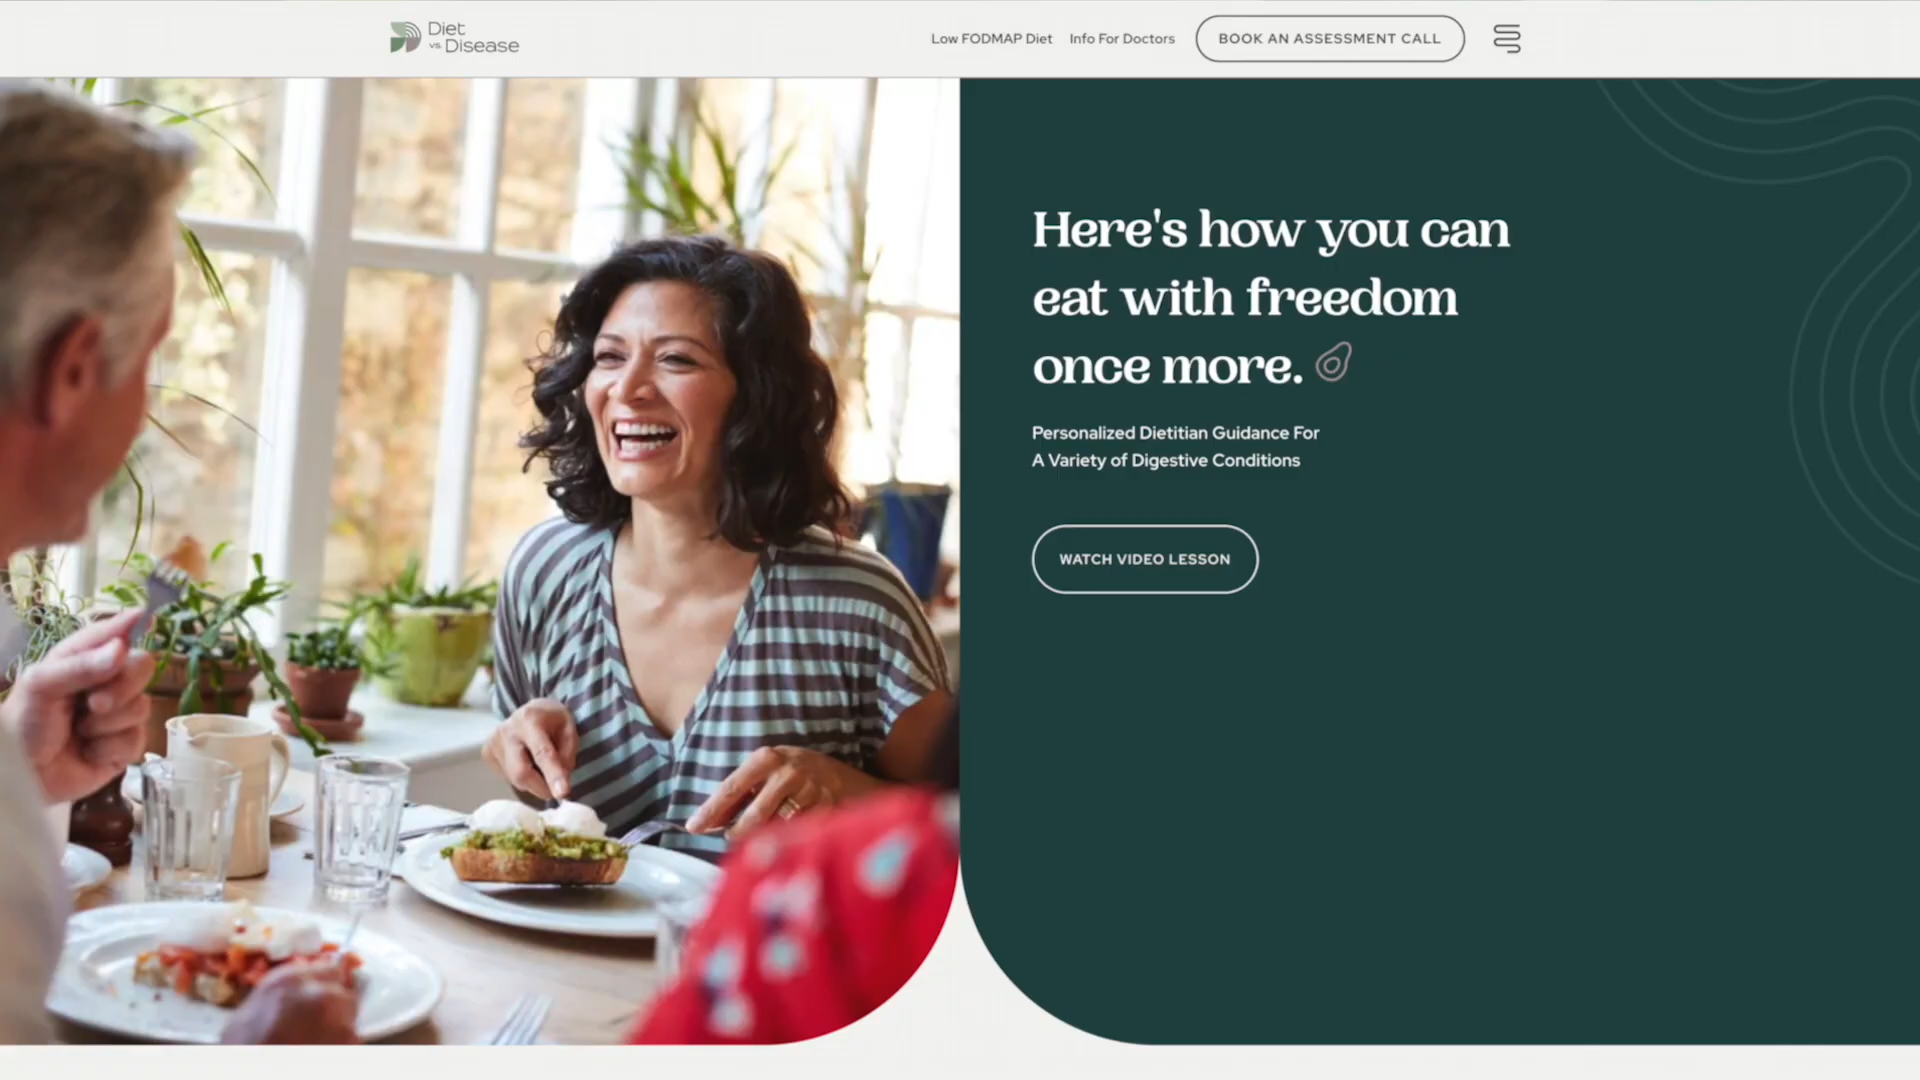 Diet
vs. Disease
Low FODMAP Diet
Info For Doctors
BOOK AN ASSESSMENT CALL
Here's how you can
eat with freedom
once more.
Personalized Dietitian Guidance For
A Variety of Digestive Conditions
WATCH VIDEO LESSON